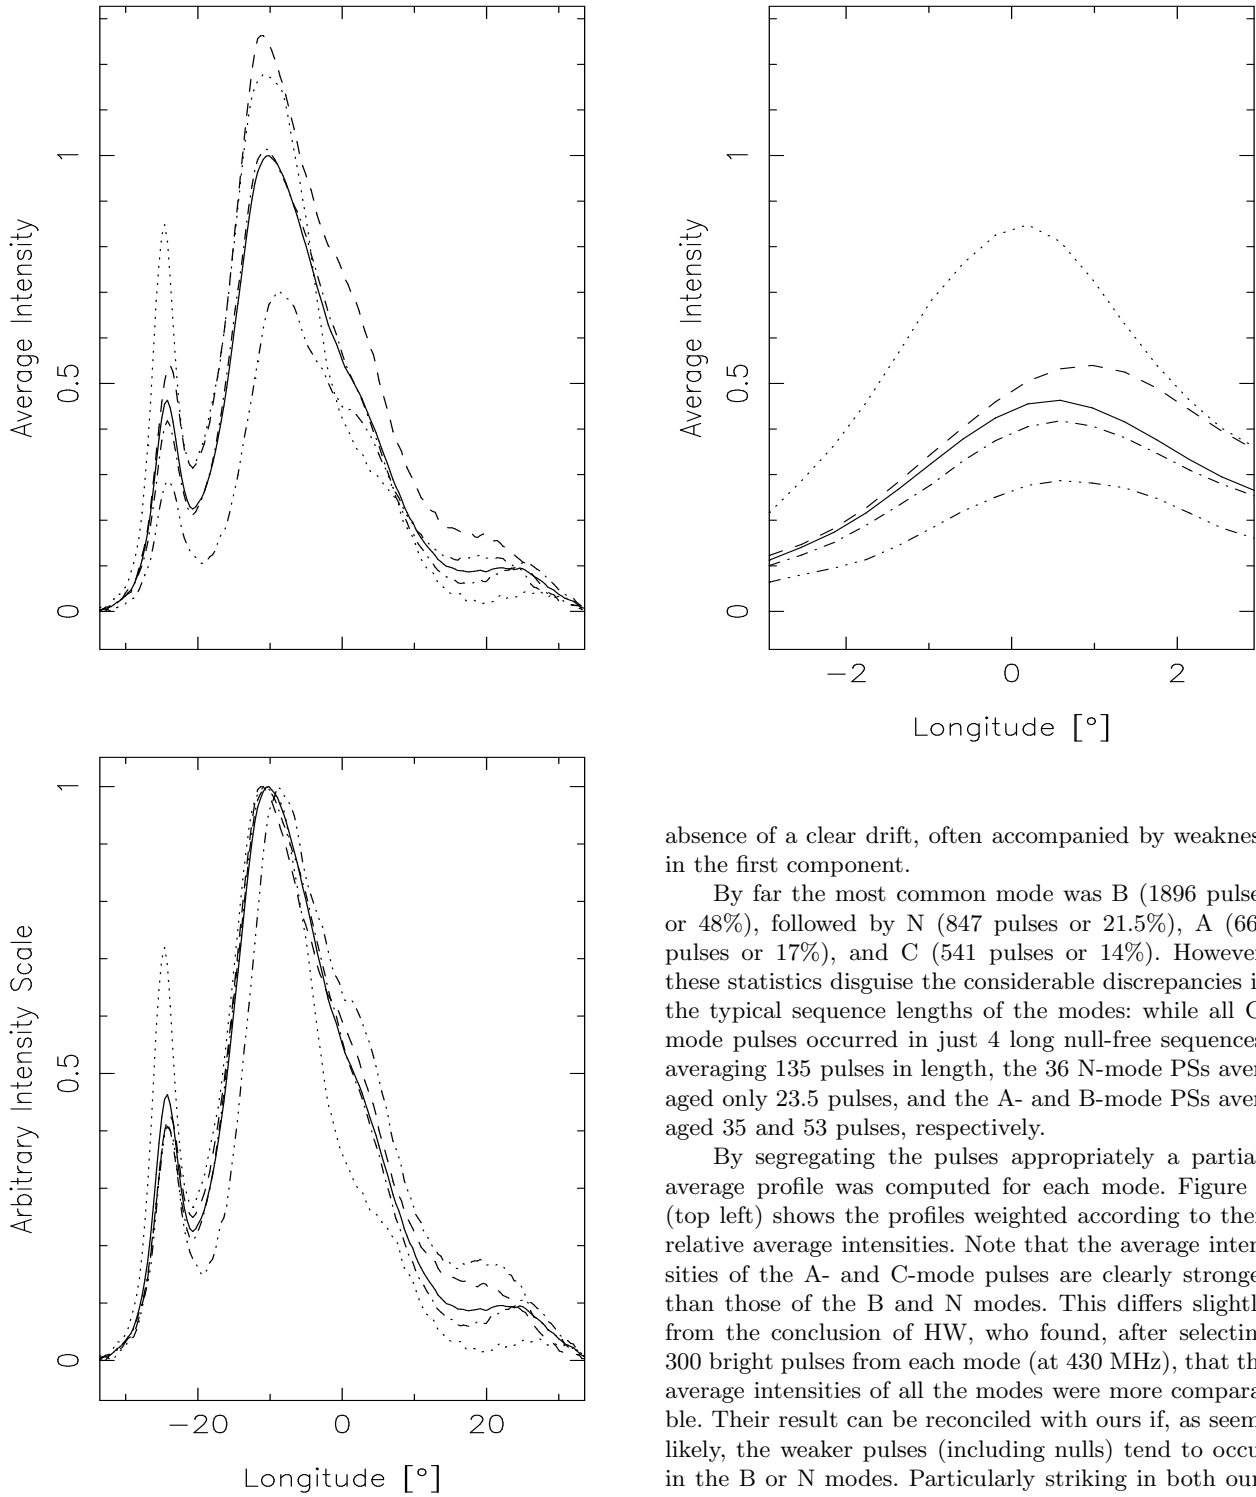 1
0.5
0
Average Intensity
1
0.5
0
Average Intensity
−2 0 2
Longitude [°]
1
0.5
0
Arbitrary Intensity Scale
−20 0 20
Longitude [°]
absence of a clear drift, often accompanied by weaknes
in the first component.
By far the most common mode was B (1896 pulse
or 48%), followed by N (847 pulses or 21.5%), A (66
pulses or 17%), and C (541 pulses or 14%). However
these statistics disguise the considerable discrepancies i
the typical sequence lengths of the modes: while all C
mode pulses occurred in just 4 long null-free sequences
averaging 135 pulses in length, the 36 N-mode PSs aver
aged only 23.5 pulses, and the A- and B-mode PSs aver
aged 35 and 53 pulses, respectively.
By segregating the pulses appropriately a partia
average profile was computed for each mode. Figure
(top left) shows the profiles weighted according to thei
relative average intensities. Note that the average inten
sities of the A- and C-mode pulses are clearly stronge
than those of the B and N modes. This differs slightl
from the conclusion of HW, who found, after selectin
300 bright pulses from each mode (at 430 MHz), that th
average intensities of all the modes were more compara
ble. Their result can be reconciled with ours if, as seem
likely, the weaker pulses (including nulls) tend to occu
in the B or N modes. Particularly striking in both our